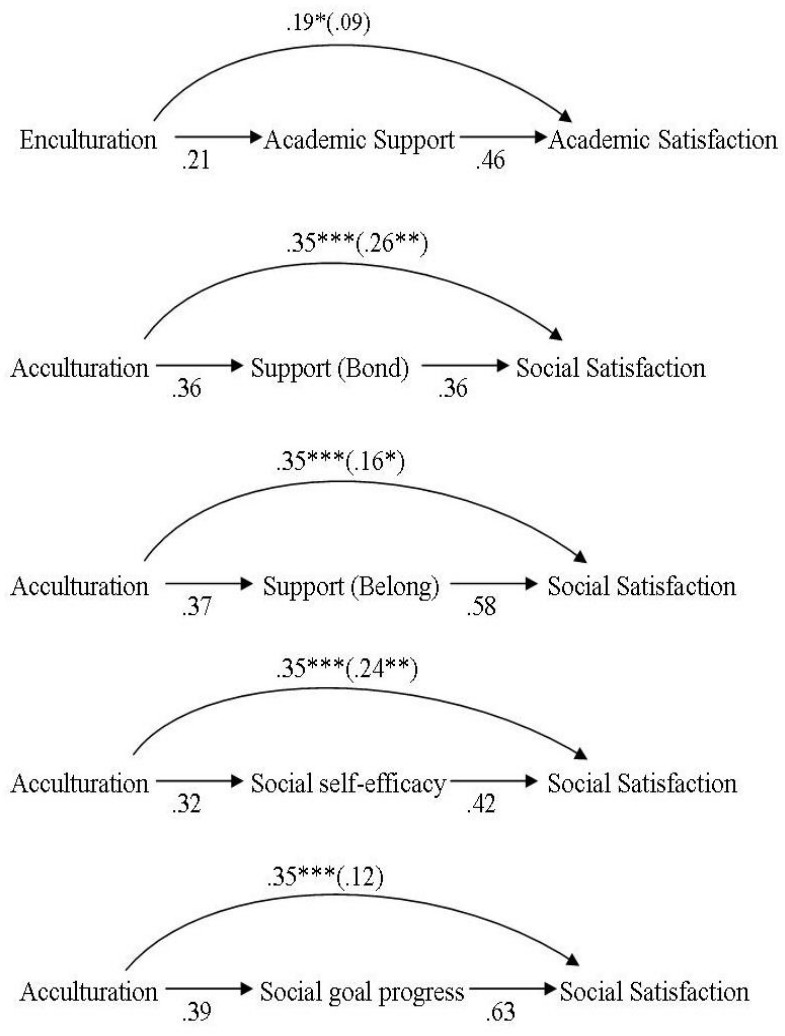 .19*(.09)
Enculturation Academic Support Academic Satisfaction
.21 .46
.35***(.26**)
Acculturation Support (Bond) Social Satisfaction
.36 .36
.35***(.16*)
Acculturation Support (Belong) Social Satisfaction
.37 .58
.35***(.24**)
Acculturation Social self-efficacy Social Satisfaction
.32 .42
.35***(.12)
Acculturation Social goal progress Social Satisfaction
.39 .63